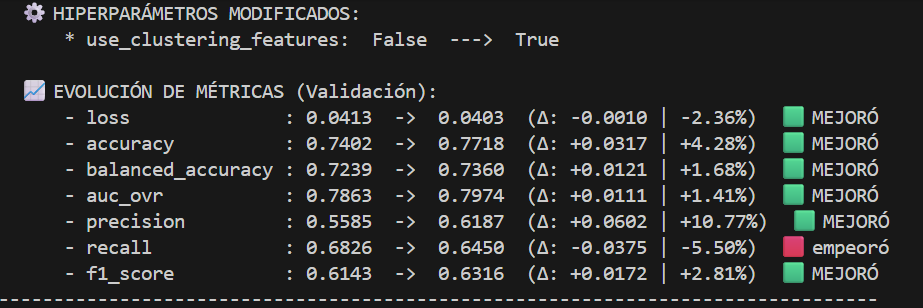 ⚙️ HIPERPARÁMETROS MODIFICADOS:
* use_clustering_features: False ---> True
📈 EVOLUCIÓN DE MÉTRICAS (Validación):
- loss : 0.0413 -> 0.0403 (Δ: -0.0010 | -2.36%) 🟩 MEJORÓ
- accuracy : 0.7402 -> 0.7718 (Δ: +0.0317 | +4.28%) 🟩 MEJORÓ
- balanced_accuracy : 0.7239 -> 0.7360 (Δ: +0.0121 | +1.68%) 🟩 MEJORÓ
- auc_ovr : 0.7863 -> 0.7974 (Δ: +0.0111 | +1.41%) 🟩 MEJORÓ
- precision : 0.5585 -> 0.6187 (Δ: +0.0602 | +10.77%) 🟩 MEJORÓ
- recall : 0.6826 -> 0.6450 (Δ: -0.0375 | -5.50%) 🟥 empeoró
- f1_score : 0.6143 -> 0.6316 (Δ: +0.0172 | +2.81%) 🟩 MEJORÓ
--------------------------------------------------------------------------------